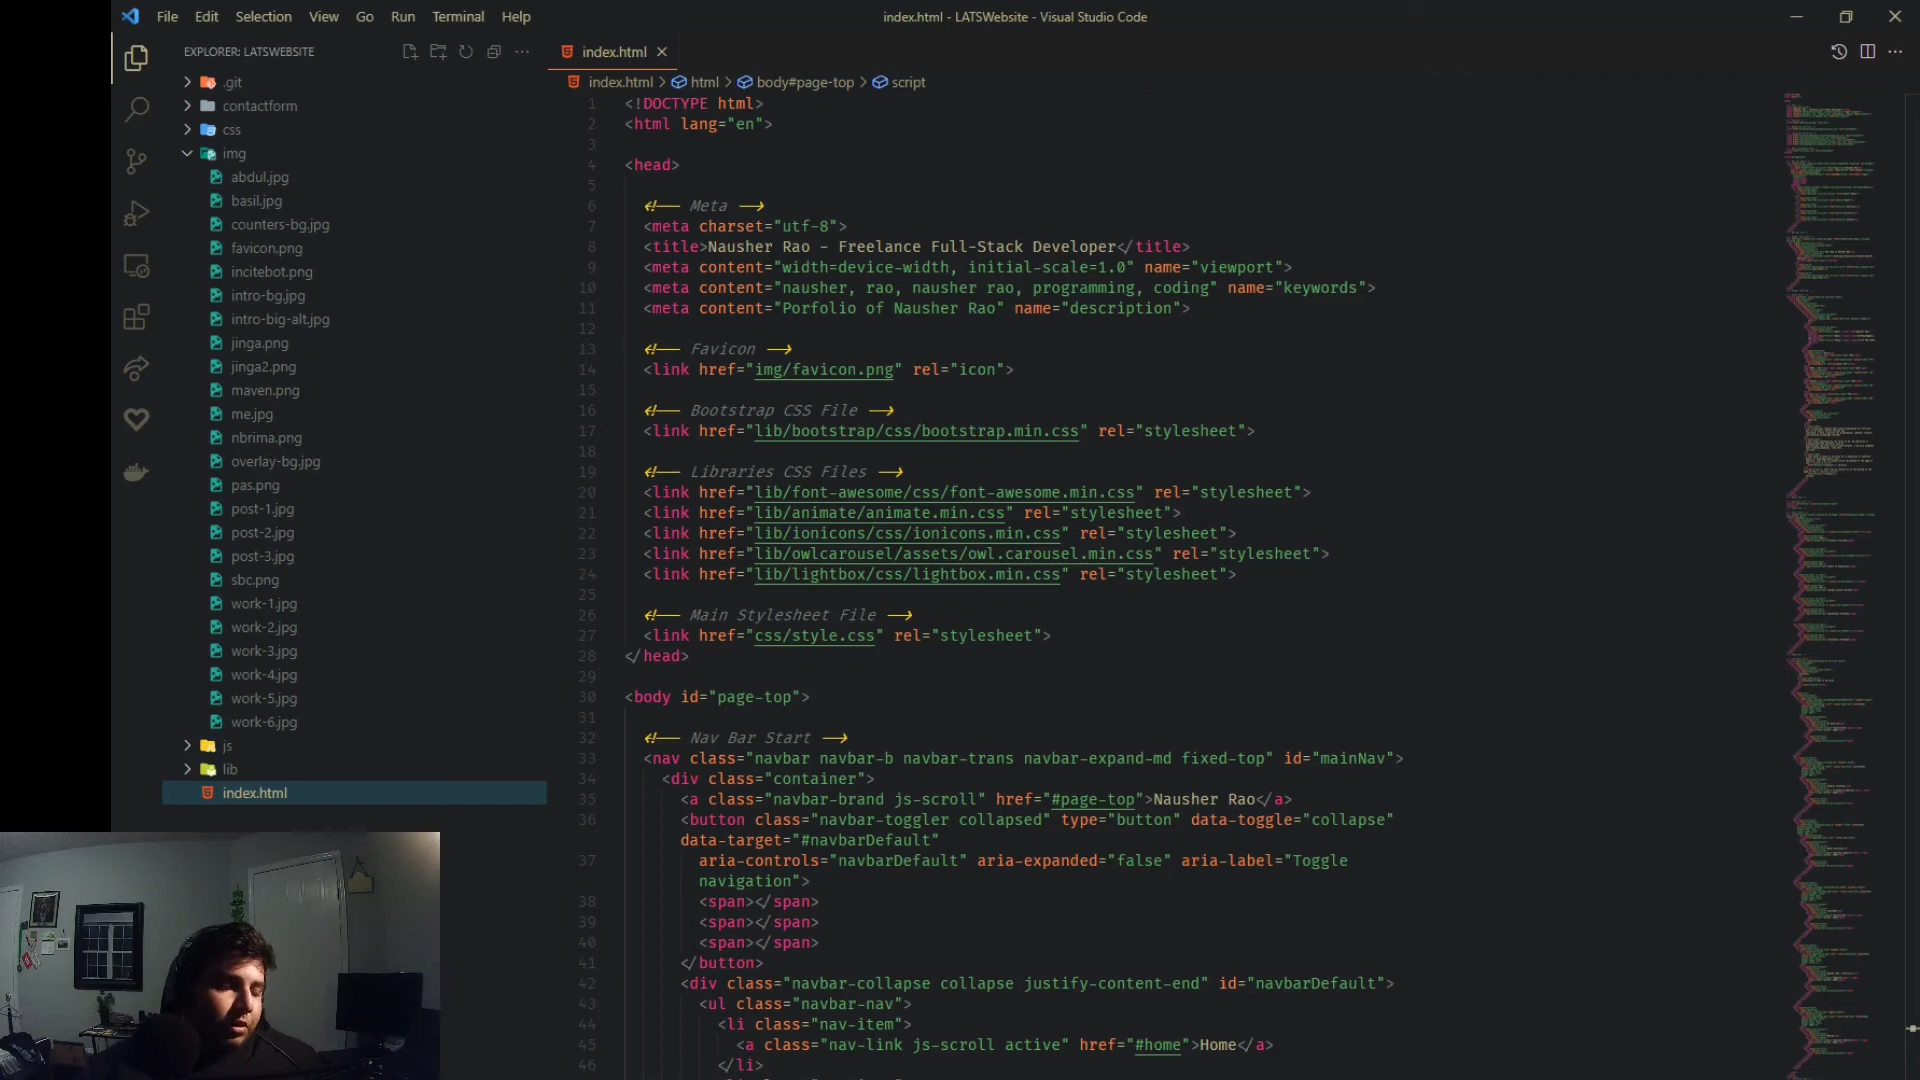 File Edit Selection View Go Run Terminal Help
index.html - LATSWebsite - Visual Studio Code
EXPLORER: LATSWEBSITE
.git
contactform
css
img
abdul.jpg
basil.jpg
counters-bg.jpg
favicon.png
incitebot.png
intro-bg.jpg
intro-big-alt.jpg
jinga.png
jinga2.png
maven.png
me.jpg
nbrima.png
overlay-bg.jpg
pas.png
post-1.jpg
post-2.jpg
post-3.jpg
sbc.png
work-1.jpg
work-2.jpg
work-3.jpg
work-4.jpg
work-5.jpg
work-6.jpg
js
lib
index.html
index.html
index.html > html > body#page-top > script
1 <!DOCTYPE html>
2 <html lang="en">
3
4 <head>
5
6 <!-- Meta -->
7 <meta charset="utf-8">
8 <title>Nausher Rao - Freelance Full-Stack Developer</title>
9 <meta content="width=device-width, initial-scale=1.0" name="viewport">
10 <meta content="nausher, rao, nausher rao, programming, coding" name="keywords">
11 <meta content="Porfolio of Nausher Rao" name="description">
12
13 <!-- Favicon -->
14 <link href="img/favicon.png" rel="icon">
15
16 <!-- Bootstrap CSS File -->
17 <link href="lib/bootstrap/css/bootstrap.min.css" rel="stylesheet">
18
19 <!-- Libraries CSS Files -->
20 <link href="lib/font-awesome/css/font-awesome.min.css" rel="stylesheet">
21 <link href="lib/animate/animate.min.css" rel="stylesheet">
22 <link href="lib/ionicons/css/ionicons.min.css" rel="stylesheet">
23 <link href="lib/owlcarousel/assets/owl.carousel.min.css" rel="stylesheet">
24 <link href="lib/lightbox/css/lightbox.min.css" rel="stylesheet">
25
26 <!-- Main Stylesheet File -->
27 <link href="css/style.css" rel="stylesheet">
28 </head>
29
30 <body id="page-top">
31
32 <!-- Nav Bar Start -->
33 <nav class="navbar navbar-b navbar-trans navbar-expand-md fixed-top" id="mainNav">
34 <div class="container">
35 <a class="navbar-brand js-scroll" href="#page-top">Nausher Rao</a>
36 <button class="navbar-toggler collapsed" type="button" data-toggle="collapse"
data-target="#navbarDefault"
37 aria-controls="navbarDefault" aria-expanded="false" aria-label="Toggle
navigation">
38 <span></span>
39 <span></span>
40 <span></span>
41 </button>
42 <div class="navbar-collapse collapse justify-content-end" id="navbarDefault">
43 <ul class="navbar-nav">
44 <li class="nav-item">
45 <a class="nav-link js-scroll active" href="#home">Home</a>
46 </li>